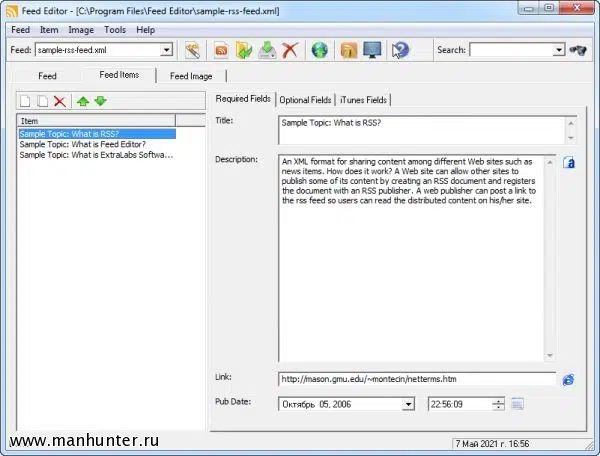 Feed Editor - [C:\Program Files\Feed Editor\sample-rss-feed.xml]
Feed Item Image Tools Help
Feed: sample-rss-feed.xml Search:
Feed Feed Items Feed Image
Item
Sample Topic: What is RSS?
Sample Topic: What is Feed Editor?
Sample Topic: What is ExtraLabs Softwa...
Required Fields Optional Fields iTunes Fields
Title: Sample Topic: What is RSS?
Description: An XML format for sharing content among different Web sites such as
news items. How does it work? A Web site can allow other sites to
publish some of its content by creating an RSS document and registers
the document with an RSS publisher. A web publisher can post a link to
the rss feed so users can read the distributed content on his/her site.
Link: http://mason.gmu.edu/~montecin/netterms.htm
Pub Date: Октябрь 05, 2006 22:56:09
www.manhunter.ru
7 Май 2021 г. 16:56